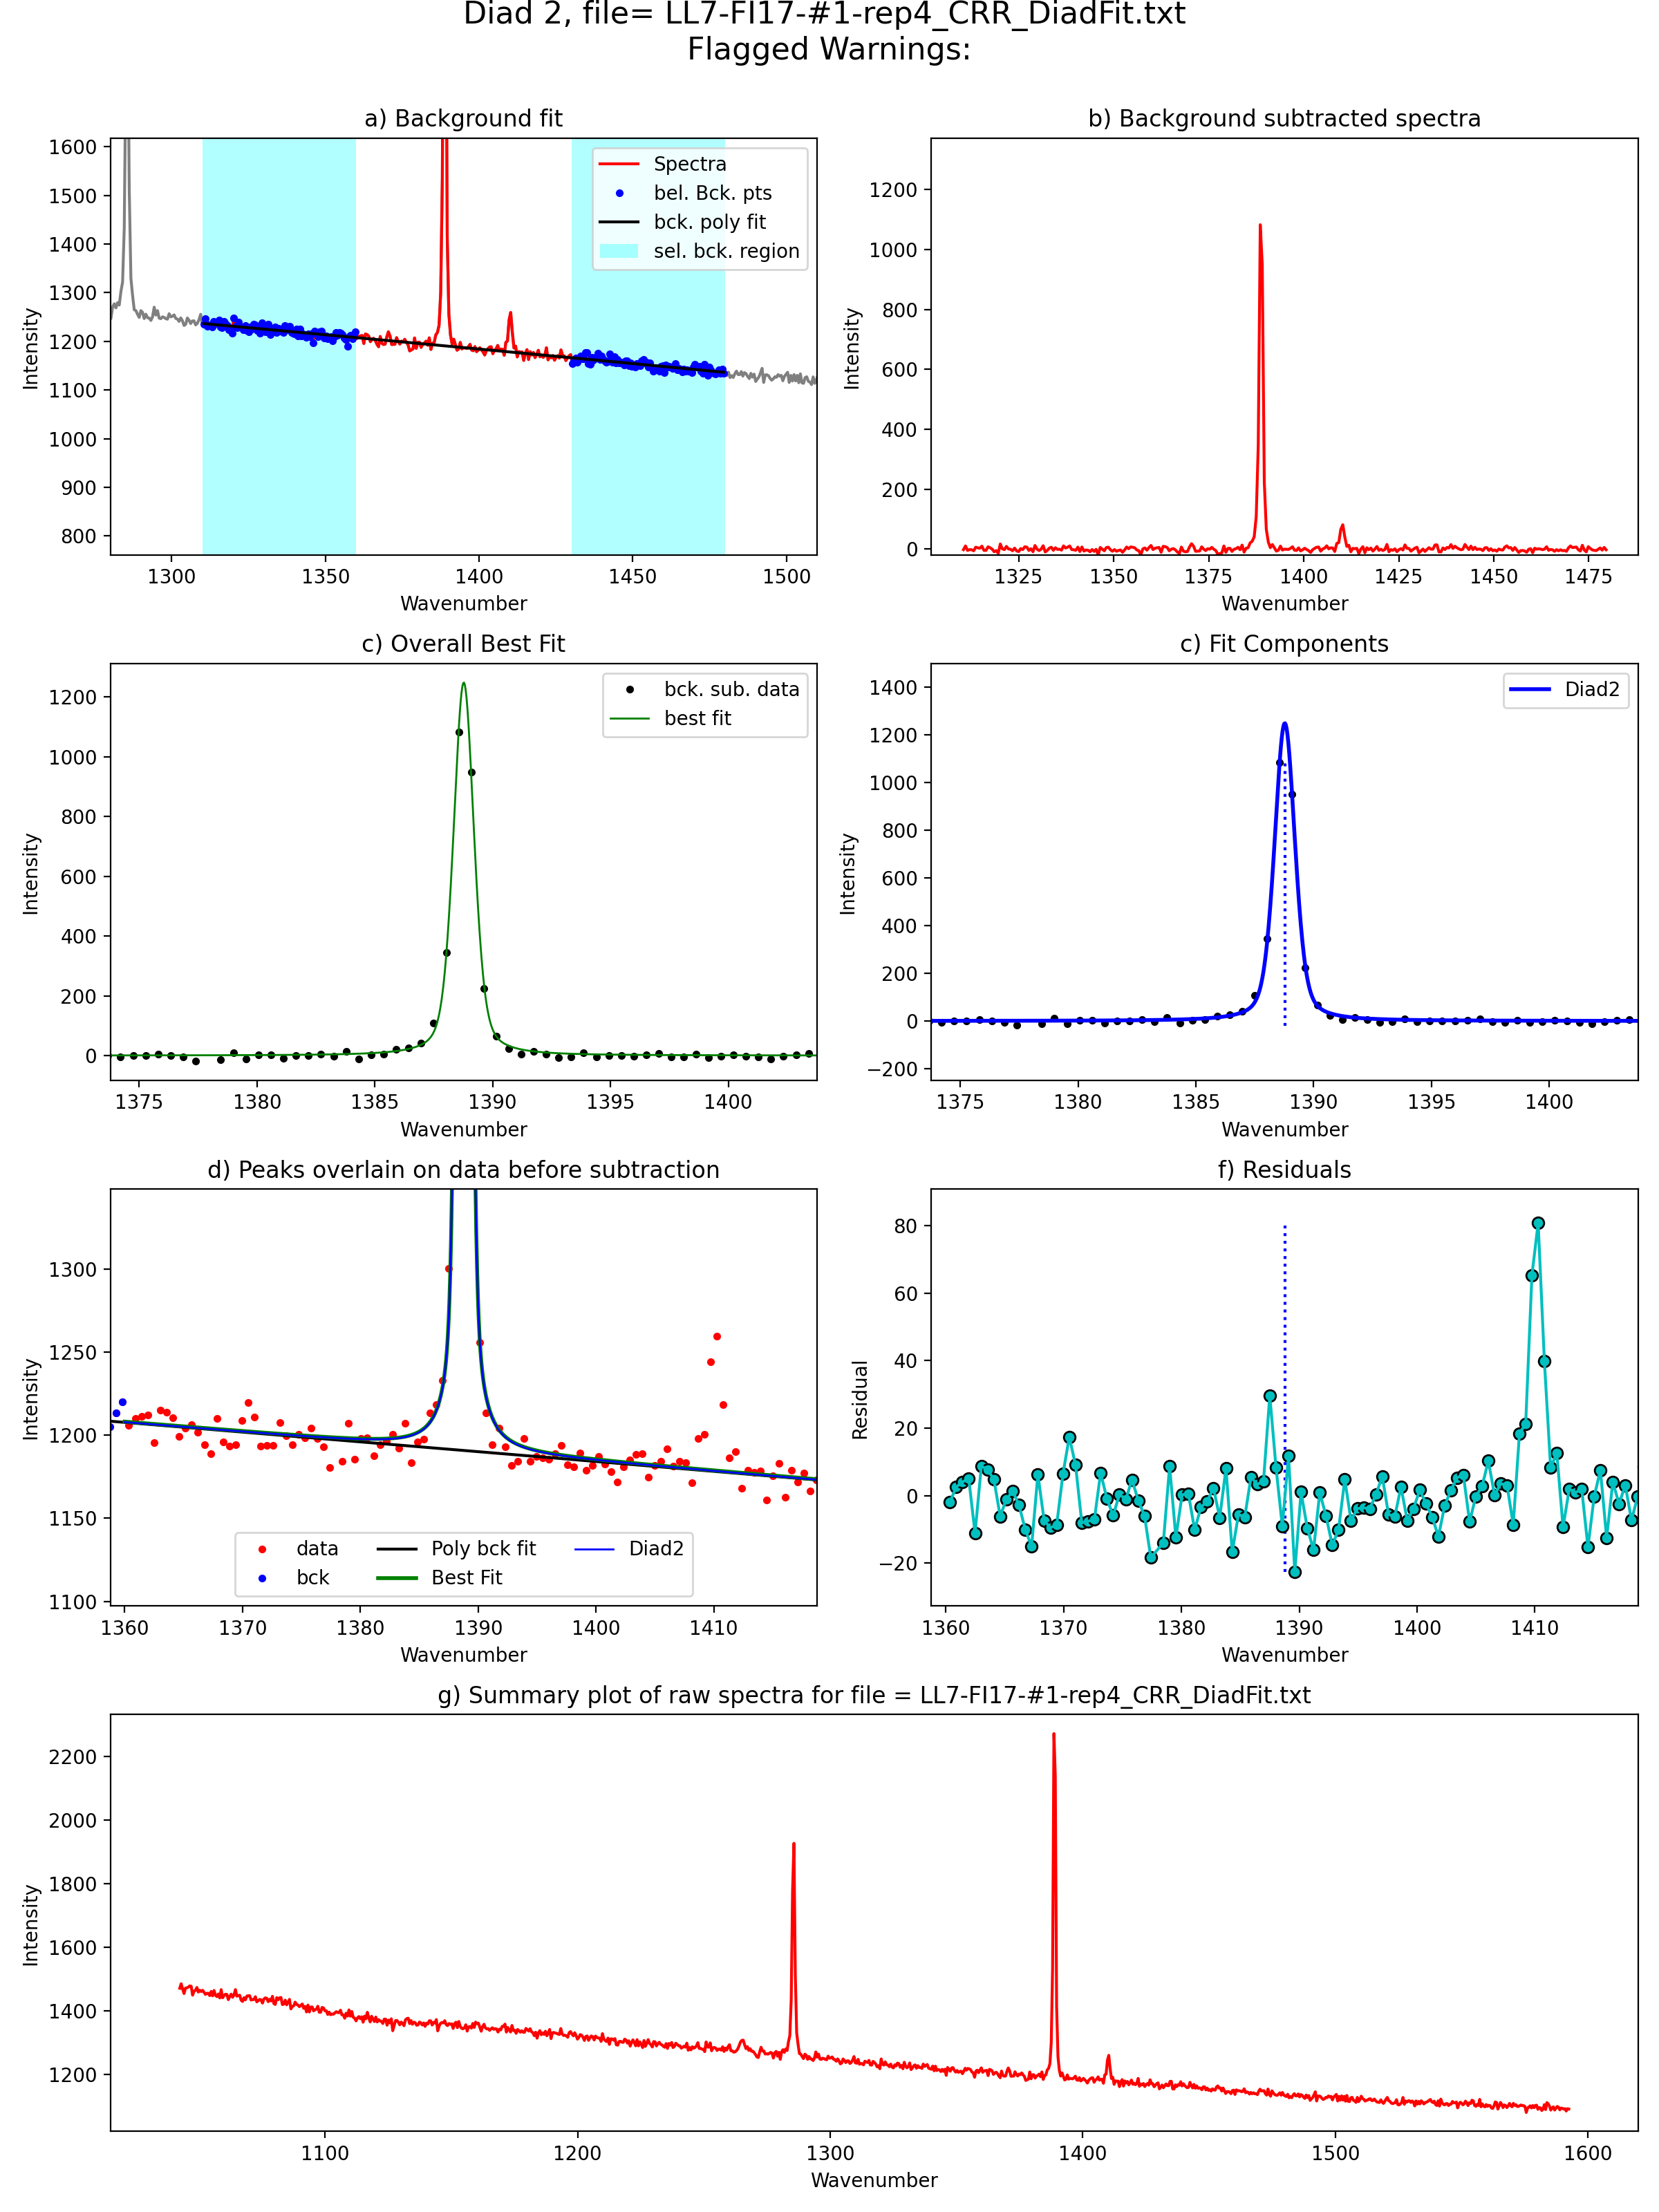 Diad 2, file= LL7-FI17-#1-rep4_CRR_DiadFit.txt
Flagged Warnings:
a) Background fit
1600
1500
1400
1300
1200
1100
1000
900
800
Intensity
Spectra
bel. Bck. pts
bck. poly fit
sel. bck. region
1300 1350 1400 1450 1500
Wavenumber
b) Background subtracted spectra
1200
1000
800
600
400
200
0
Intensity
1325 1350 1375 1400 1425 1450 1475
Wavenumber
c) Overall Best Fit
1200
1000
800
600
400
200
0
Intensity
bck. sub. data
best fit
1375 1380 1385 1390 1395 1400
Wavenumber
c) Fit Components
1400
1200
1000
800
600
400
200
0
−200
Intensity
Diad2
1375 1380 1385 1390 1395 1400
Wavenumber
d) Peaks overlain on data before subtraction
1300
1250
1200
1150
1100
Intensity
data
bck
Poly bck fit
Best Fit
Diad2
1360 1370 1380 1390 1400 1410
Wavenumber
f) Residuals
80
60
40
20
0
−20
Residual
1360 1370 1380 1390 1400 1410
Wavenumber
g) Summary plot of raw spectra for file = LL7-FI17-#1-rep4_CRR_DiadFit.txt
2200
2000
1800
1600
1400
1200
Intensity
1100 1200 1300 1400 1500 1600
Wavenumber